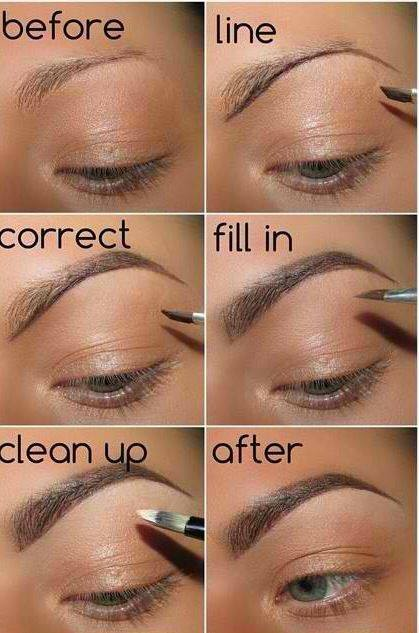 before
line
correct
fill in
clean up
after